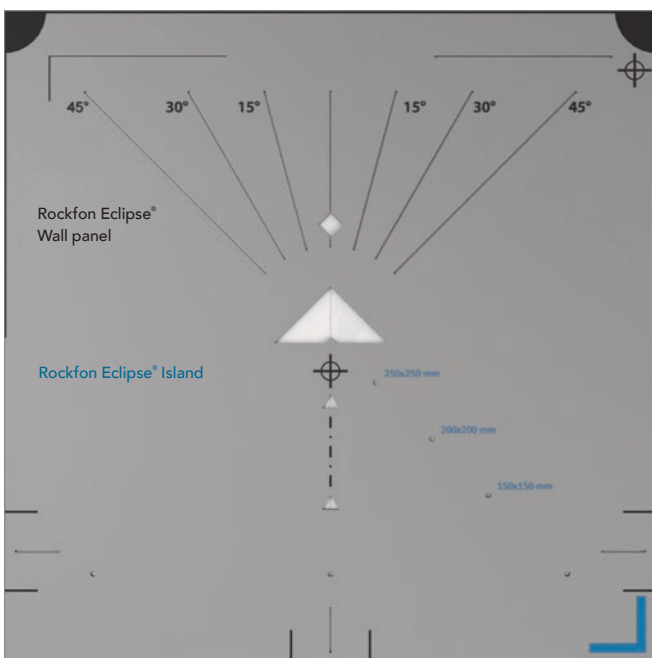 45° 30° 15° 15° 30° 45°
Rockfon Eclipse®
Wall panel
Rockfon Eclipse® Island
250x250 mm
200x200 mm
150x150 mm